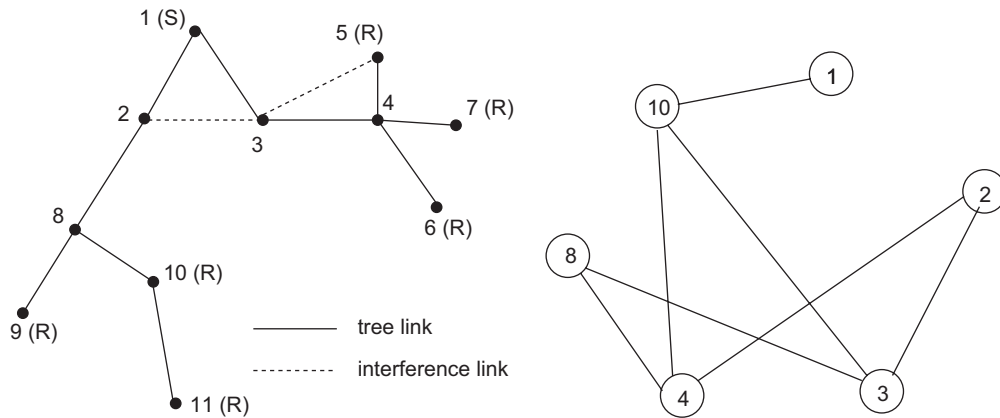 1 (S)
5 (R)
2
3
4
7 (R)
6 (R)
8
10 (R)
9 (R)
11 (R)
tree link
interference link
1
10
2
8
4
3